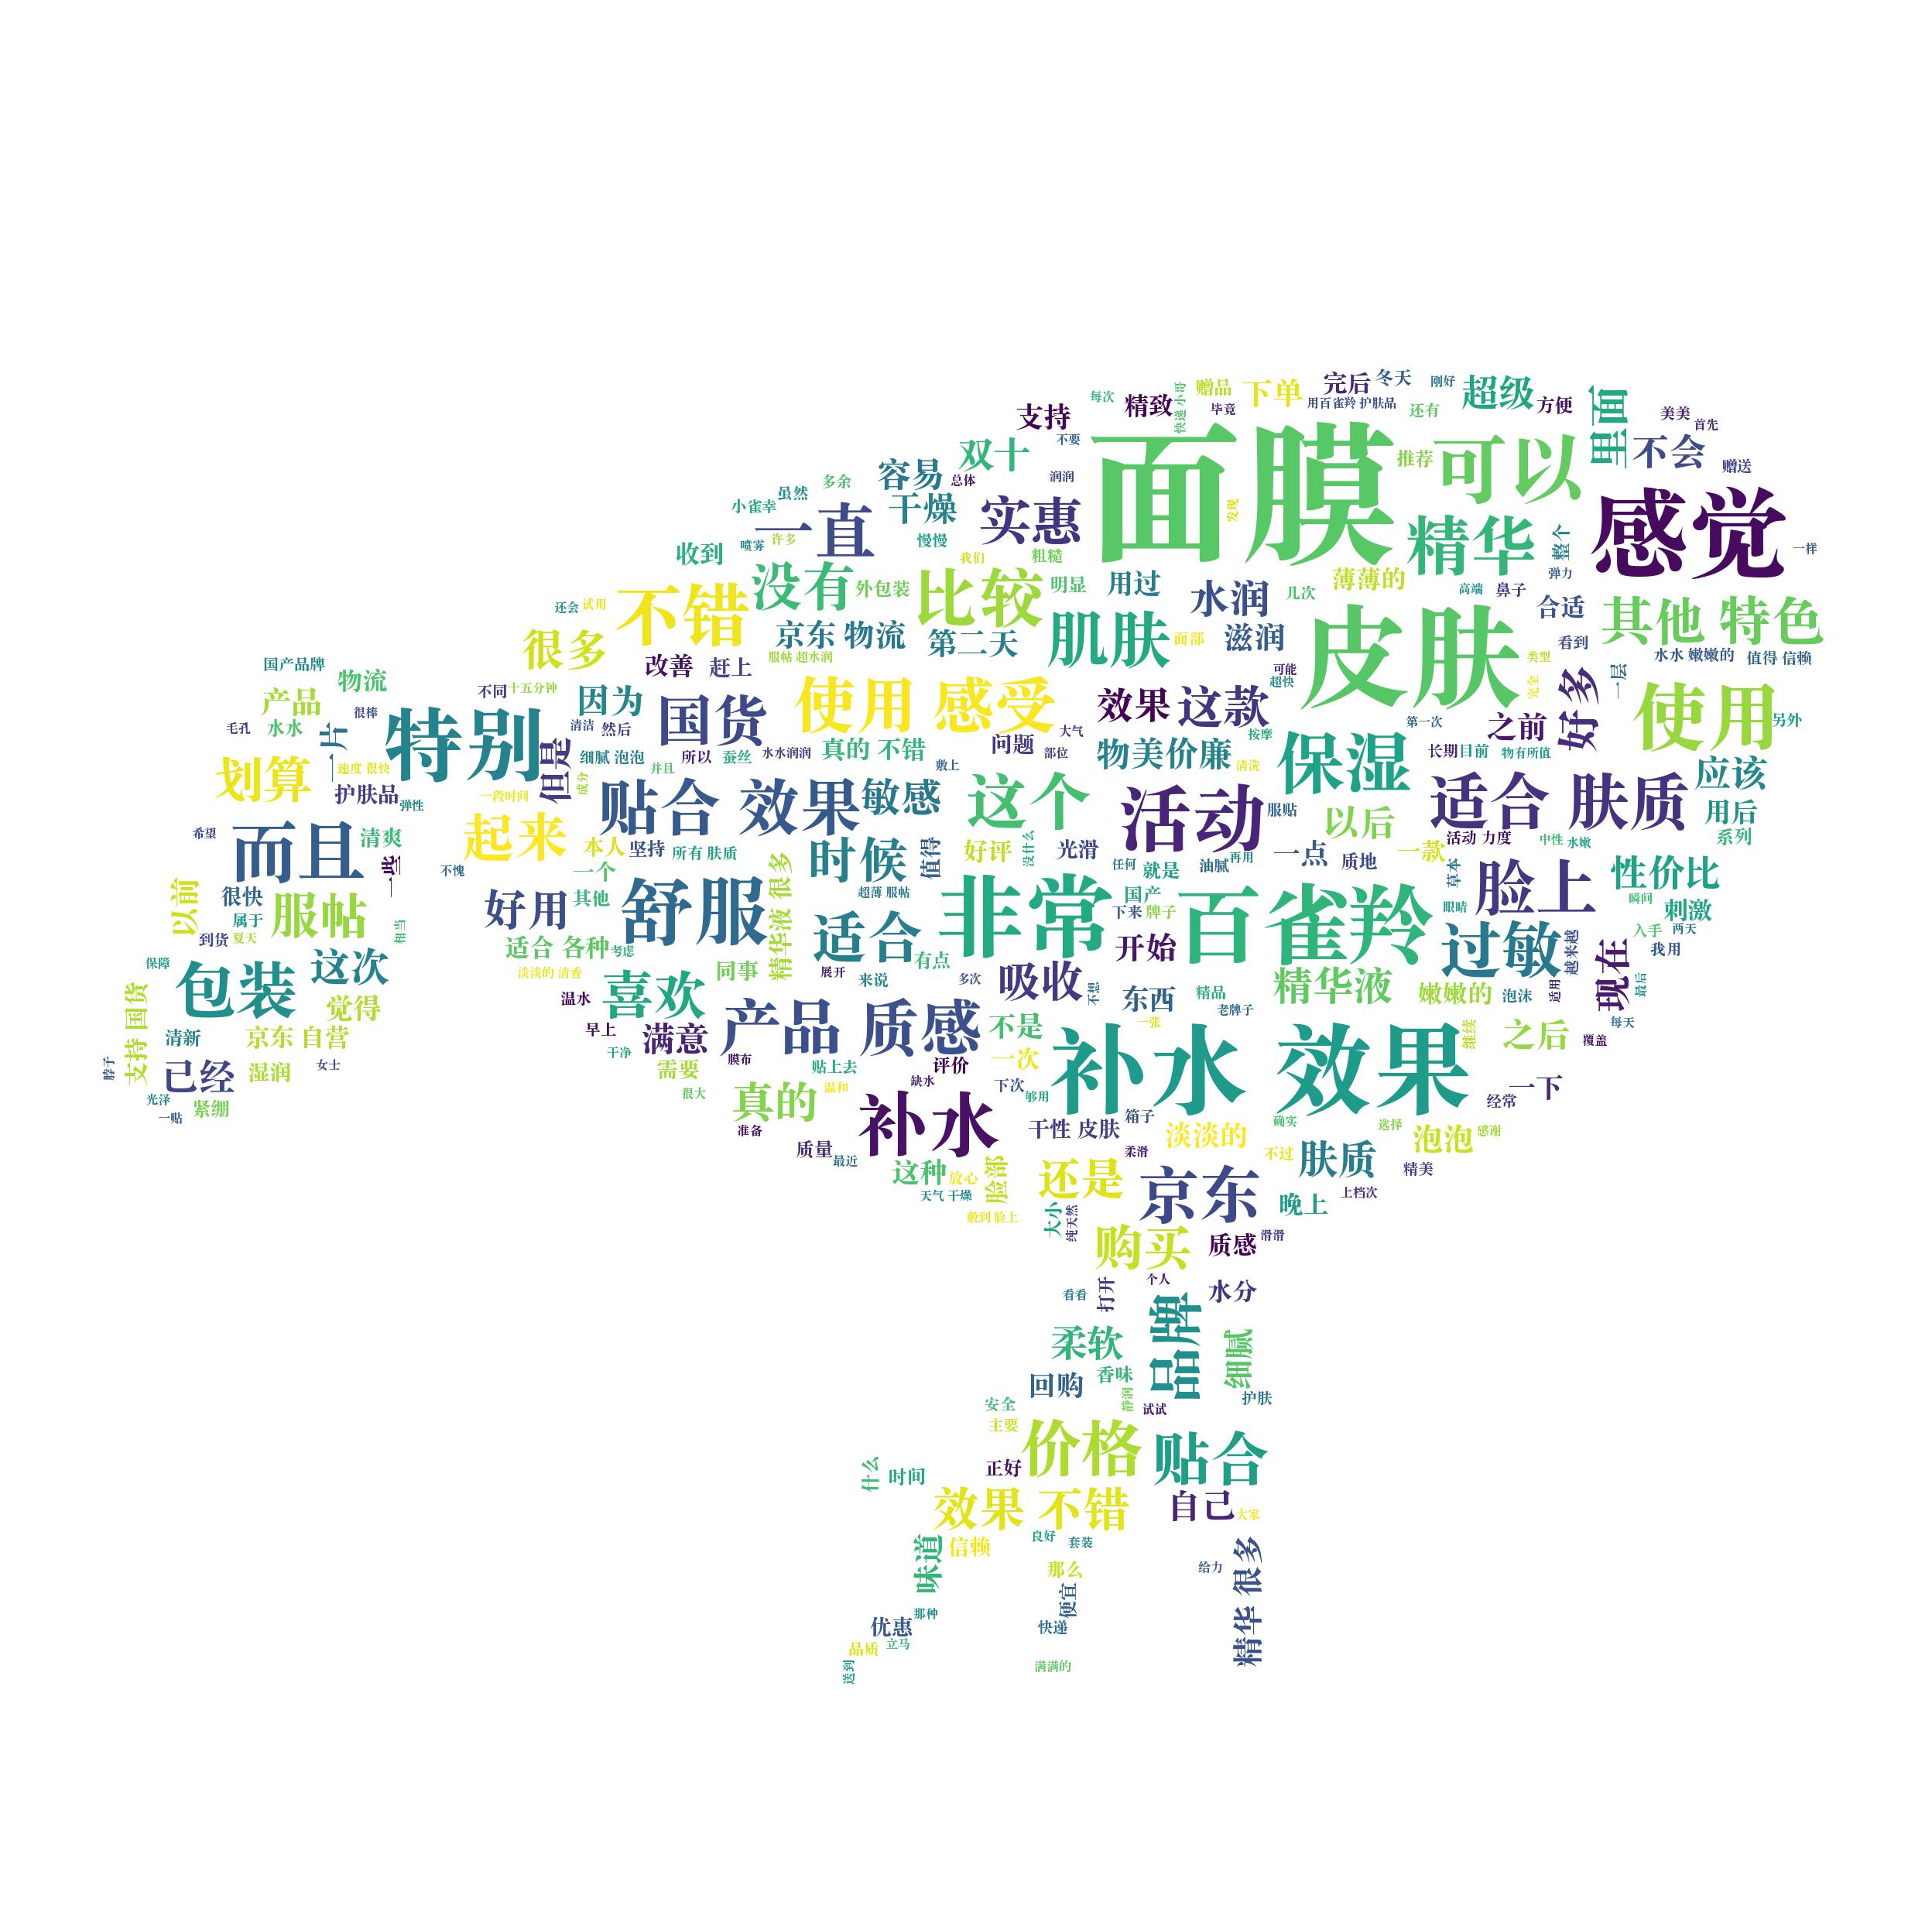 每次
精致
快速 小哥
赠品
下单
完后
冬天
刚好
超级
方便
里面
美美
首先
支持
毕竟
用百雀羚 护肤品
还有
不要
双十
面膜
推荐
可以
不会
赠送
容易
总体
润润
发现
多余
虽然
小雀幸
一直
干燥
实惠
精华
感觉
收到
喷雾
许多
慢慢
我们
粗糙
整个
弹力
一样
没有
外包装
比较
明显
用过
水润
几次
薄薄的
高端
鼻子
合适
其他 特色
还会
试用
不错
京东 物流
第二天
肌肤
面部
滋润
皮肤
看到
类型
水水 嫩嫩的
值得 信赖
很多
改善
赶上
服帖 超水润
可能
超快
完全
好多
一层
使用
另外
国产品牌
物流
产品
很棒
不同
十五分钟
因为
国货
使用 感受
效果
这款
第一次
之前
毛孔
水水
一片
特别
清洁
然后
大气
按摩
划算
速度 很快
但是
细腻 泡泡
所以
蚕丝
水水润润
真的 不错
问题
部位
物美价廉
清洗
保湿
长期
目前
物有所值
应该
护肤品
弹性
一段时间
成分
并且
贴合 效果
敏感
敷上
这个
活动
服贴
以后
适合 肤质
用后
系列
希望
而且
清爽
一些
起来
本人
坚持
所有 肤质
时候
值得
好评
没什么
光滑
任何
就是
油腻
再用
一点
质地
一款
活动 力度
中性
水嫩
不愧
一个
其他
精华液 很多
超薄 服帖
非常
国产
百雀羚
草本
脸上
性价比
瞬间
刺激
以前
很快
服帖
好用
舒服
适合
下来
牌子
眼睛
属于
到货
夏天
相当
适合 各种
考虑
有点
开始
过敏
越来越
入手
两天
我用
保障
包装
这次
淡淡的 清香
喜欢
同事
展开
来说
多次
吸收
不想
东西
精品
老牌子
精华液
嫩嫩的
泡沫
适用
现在
最后
支持 国货
觉得
温水
早上
满意
产品 质感
不是
一张
补水 效果
继续
之后
每天
覆盖
清新
京东 自营
干净
膜布
贴上去
评价
一次
脖子
已经
湿润
女士
需要
很大
温和
缺水
下次
够用
经常
一下
光泽
一贴
紧绷
真的
准备
补水
干性 皮肤
箱子
淡淡的
确实
选择
泡泡
感谢
质量
最近
柔滑
不过
肤质
精美
这种
放心
脸部
还是
京东
上档次
天气 干燥
晚上
敷到 脸上
大小
纯天然
购买
质感
滑滑
个人
看看
打开
水分
品牌
柔软
细腻
香味
回购
静润
护肤
安全
试试
主要
价格
贴合
什么
时间
正好
效果 不错
自己
大家
味道
信赖
良好
套装
精华 很多
那么
给力
便宜
那种
优惠
快递
品质
立马
送到
满满的